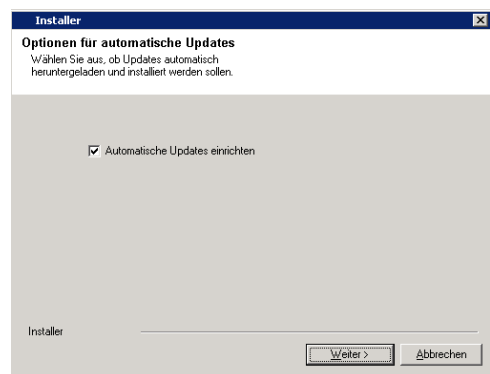 Installer
Optionen für automatische Updates
Wählen Sie aus, ob Updates automatisch
heruntergeladen und installiert werden sollen.
Automatische Updates einrichten
Installer
Weiter >
Abbrechen